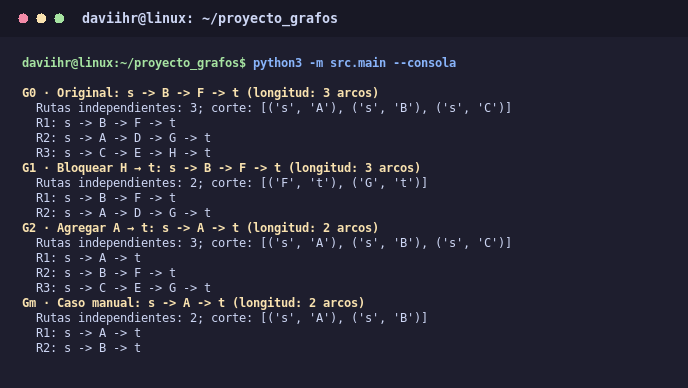 daviihr@linux: ~/proyecto_grafos
daviihr@linux:~/proyecto_grafos$ python3 -m src.main --consola
G0 · Original: s -> B -> F -> t (longitud: 3 arcos)
Rutas independientes: 3; corte: [('s', 'A'), ('s', 'B'), ('s', 'C')]
R1: s -> B -> F -> t
R2: s -> A -> D -> G -> t
R3: s -> C -> E -> H -> t
G1 · Bloquear H → t: s -> B -> F -> t (longitud: 3 arcos)
Rutas independientes: 2; corte: [('F', 't'), ('G', 't')]
R1: s -> B -> F -> t
R2: s -> A -> D -> G -> t
G2 · Agregar A → t: s -> A -> t (longitud: 2 arcos)
Rutas independientes: 3; corte: [('s', 'A'), ('s', 'B'), ('s', 'C')]
R1: s -> A -> t
R2: s -> B -> F -> t
R3: s -> C -> E -> G -> t
Gm · Caso manual: s -> A -> t (longitud: 2 arcos)
Rutas independientes: 2; corte: [('s', 'A'), ('s', 'B')]
R1: s -> A -> t
R2: s -> B -> t